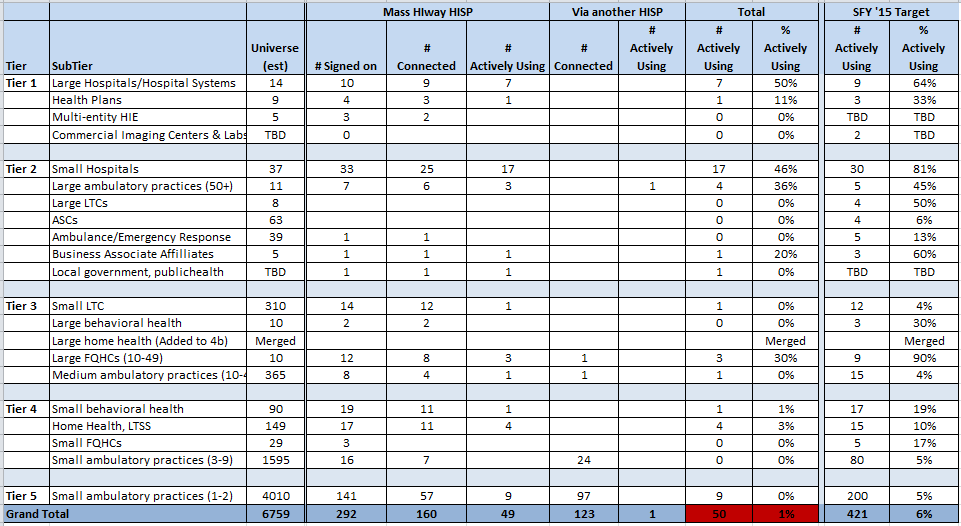 Mass HIway HISP Via another HISP Total SFY '15 Target
Tier SubTier Universe (est) # Signed on # Connected # Actively Using # Connected # Actively Using # Actively Using % Actively Using # Actively Using % Actively Using
Tier 1 Large Hospitals/Hospital Systems 14 10 9 7 7 50% 9 64%
Health Plans 9 4 3 1 1 11% 3 33%
Multi-entity HIE 5 3 2 0 0% TBD TBD
Commercial Imaging Centers & Labs TBD 0 0 0% 2 TBD
Tier 2 Small Hospitals 37 33 25 17 17 46% 30 81%
Large ambulatory practices (50+) 11 7 6 3 1 4 36% 5 45%
Large LTCs 8 0 0% 4 50%
ASCs 63 0 0% 4 6%
Ambulance/Emergency Response 39 1 1 0 0% 5 13%
Business Associate Affilliates 5 1 1 1 1 20% 3 60%
Local government, publichealth TBD 1 1 1 1 0% TBD TBD
Tier 3 Small LTC 310 14 12 1 1 0% 12 4%
Large behavioral health 10 2 2 0 0% 3 30%
Large home health (Added to 4b) Merged Merged Merged
Large FQHCs (10-49) 10 12 8 3 1 3 30% 9 90%
Medium ambulatory practices (10-4 365 8 4 1 1 1 0% 15 4%
Tier 4 Small behavioral health 90 19 11 1 1 1% 17 19%
Home Health, LTSS 149 17 11 4 4 3% 15 10%
Small FQHCs 29 3 0 0% 5 17%
Small ambulatory practices (3-9) 1595 16 7 24 0 0% 80 5%
Tier 5 Small ambulatory practices (1-2) 4010 141 57 9 97 9 0% 200 5%
Grand Total 6759 292 160 49 123 1 50 1% 421 6%